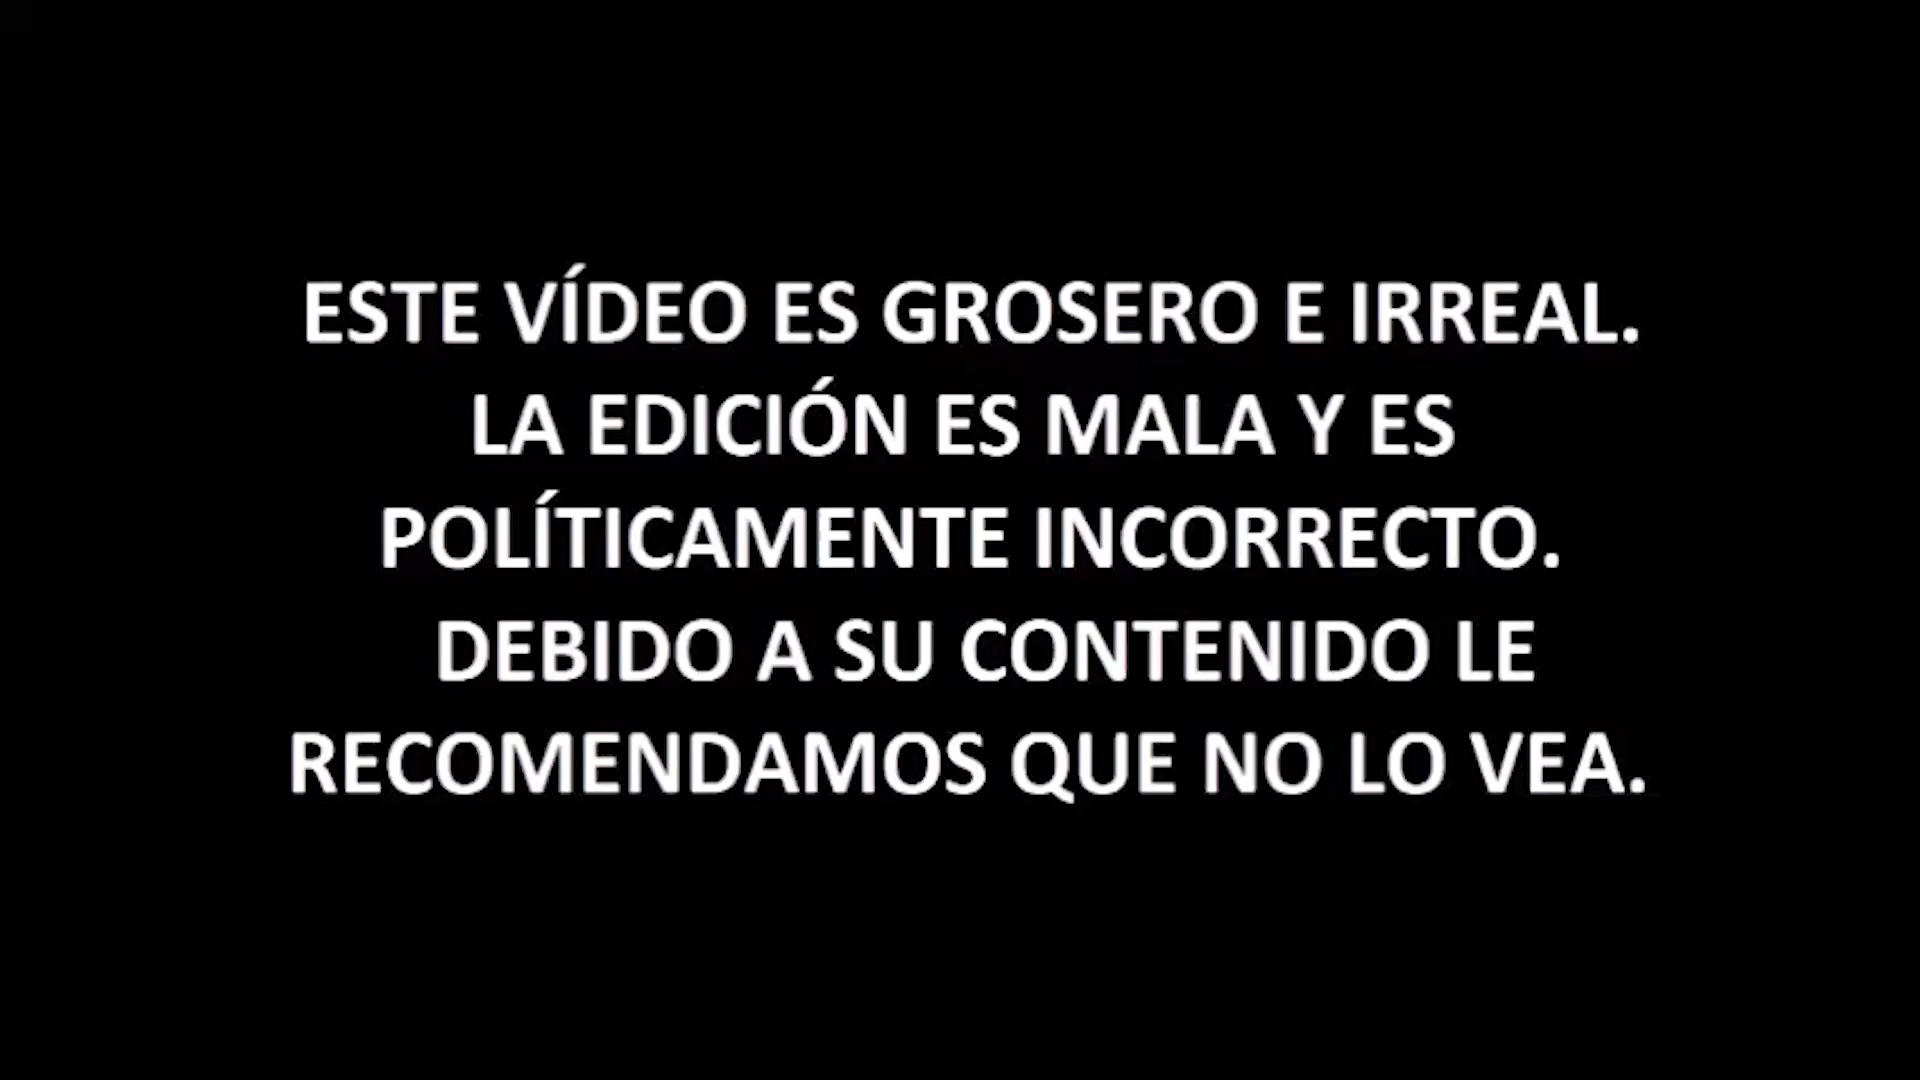 ESTE VÍDEO ES GROSERO E IRREAL.
LA EDICIÓN ES MALA Y ES
POLÍTICAMENTE INCORRECTO.
DEBIDO A SU CONTENIDO LE
RECOMENDAMOS QUE NO LO VEA.